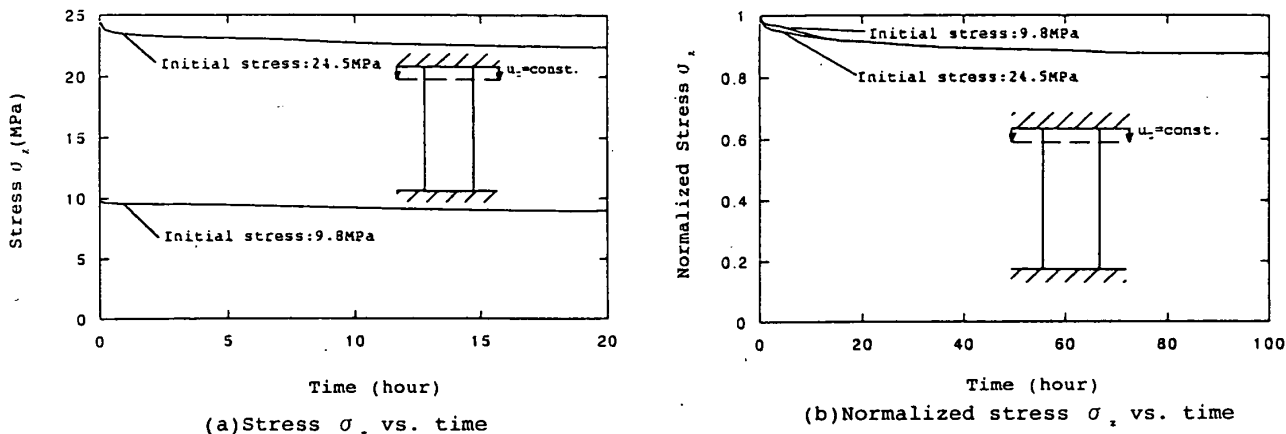 25
20
15
10
5
0
Stress σz(MPa)
Initial stress:24.5MPa
uz=const.
Initial stress:9.8MPa
0 5 10 15 20
Time (hour)
(a)Stress σz vs. time
1
0.8
0.6
0.4
0.2
0
Normalized Stress σz
Initial stress:9.8MPa
Initial stress:24.5MPa
uz=const.
0 20 40 60 80 100
Time (hour)
(b)Normalized stress σz vs. time